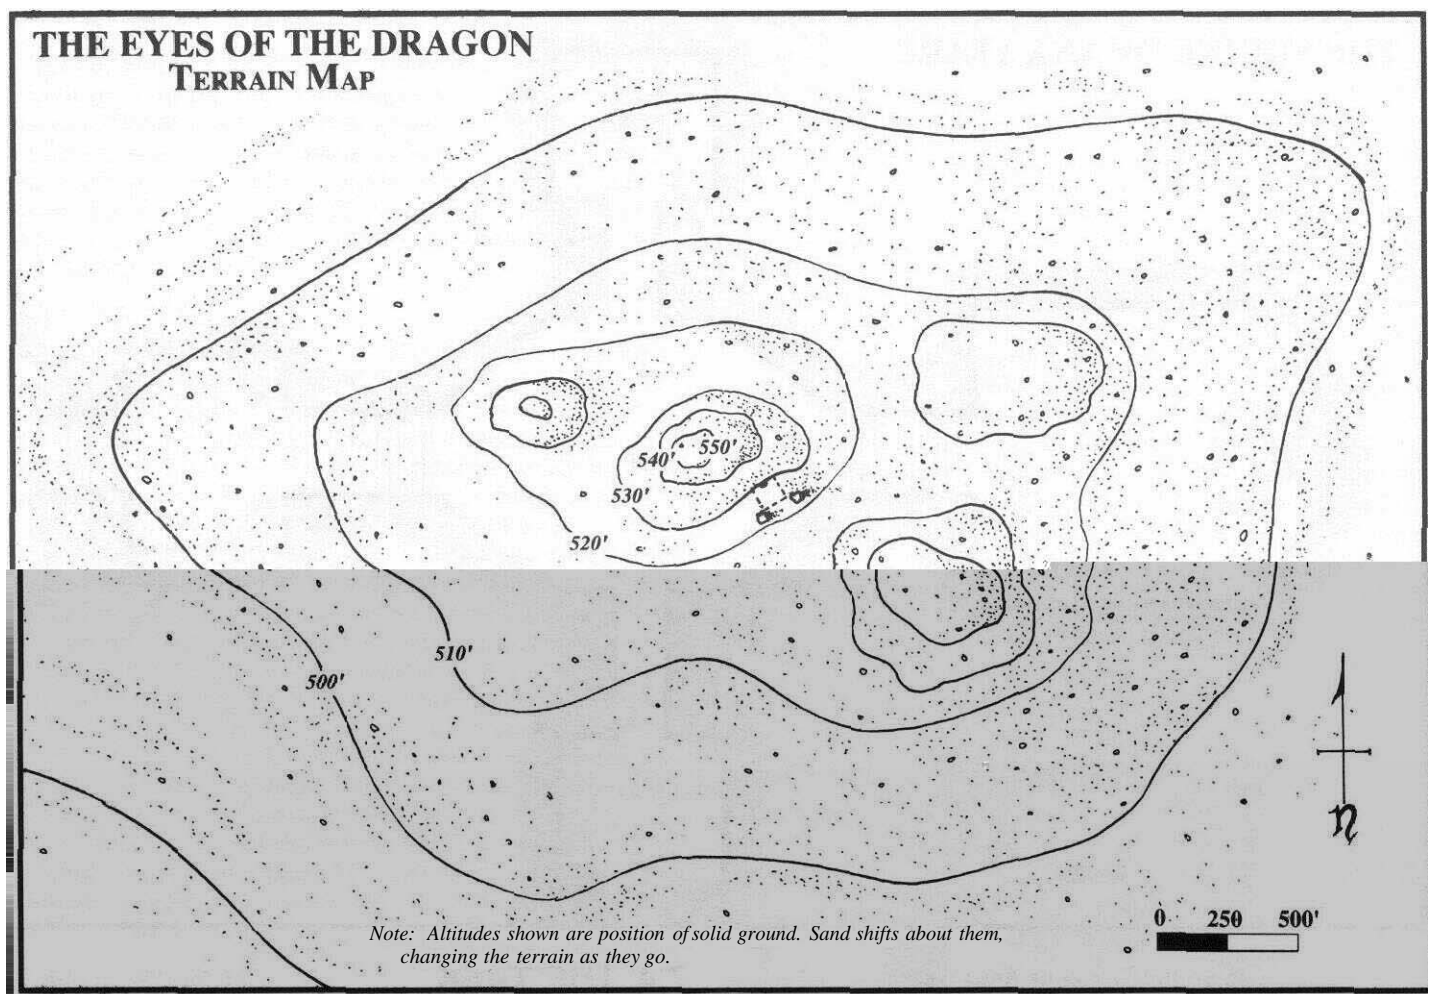 THE EYES OF THE DRAGON
TERRAIN MAP
550'
540'
530'
520'
510'
500'
n
0 250 500'
Note: Altitudes shown are position of solid ground. Sand shifts about them,
changing the terrain as they go.